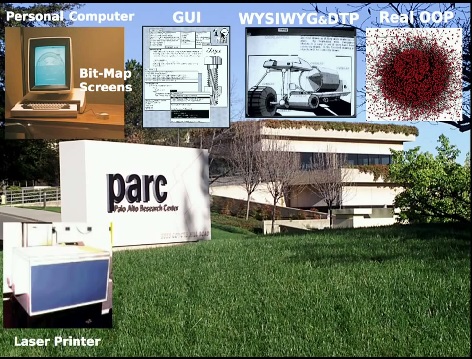 Personal Computer
GUI
WYSIWYG&DTP
Real OOP
Bit-Map
Screens
parc
Palo Alto Research Center
Laser Printer